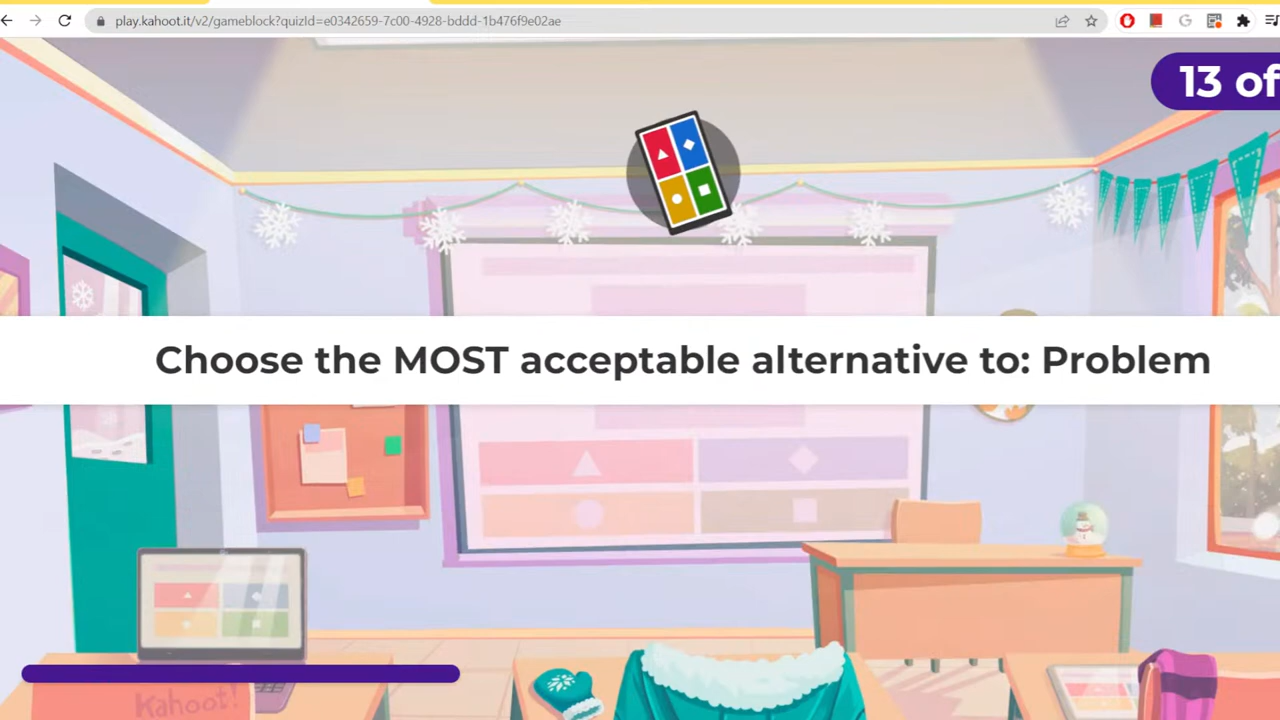 play.kahoot.it/v2/gameblock?quizId=e0342659-7c00-4928-bddd-1b476f9e02ae
13 of
Choose the MOST acceptable alternative to: Problem
Kahoot!